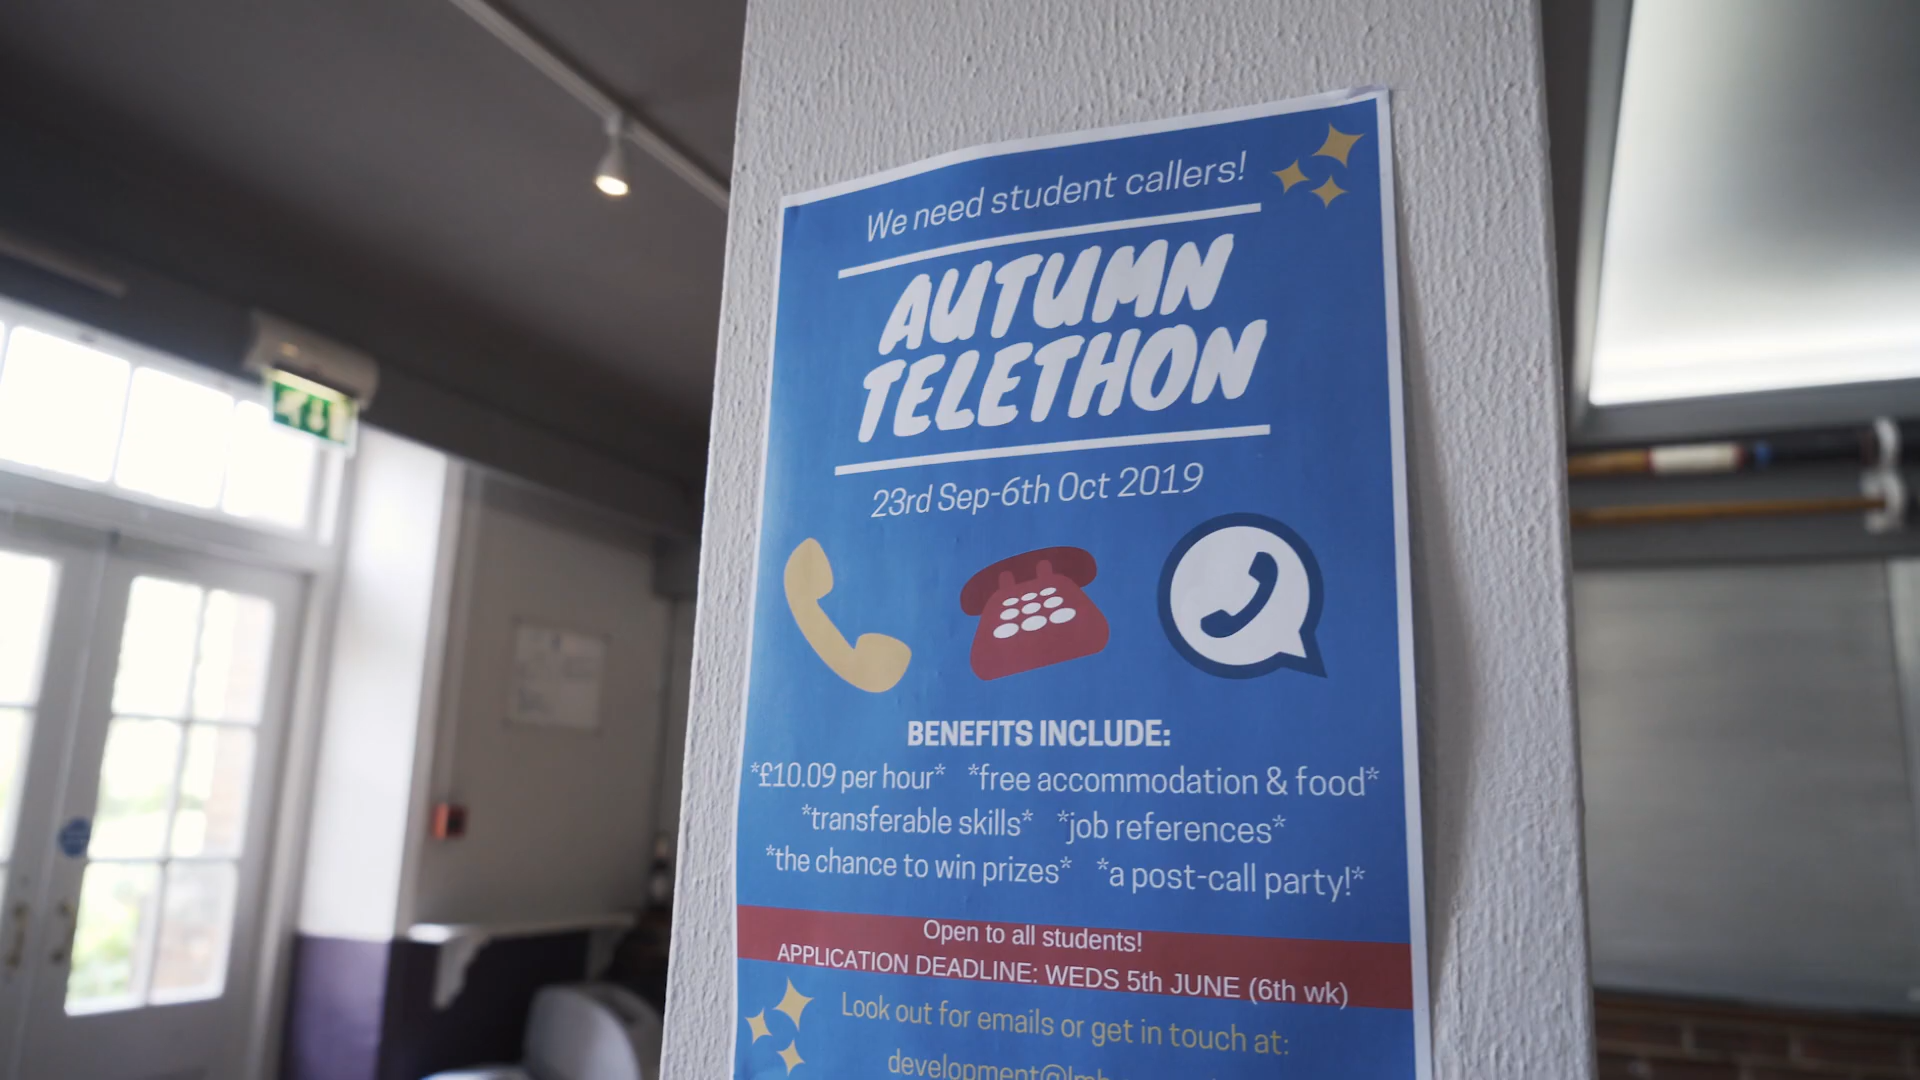 We need student callers!
AUTUMN
TELETHON
23rd Sep-6th Oct 2019
BENEFITS INCLUDE:
*£10.09 per hour* *free accommodation & food*
*transferable skills* *job references*
*the chance to win prizes* *a post-call party!*
Open to all students!
APPLICATION DEADLINE: WEDS 5th JUNE (6th wk)
Look out for emails or get in touch at: